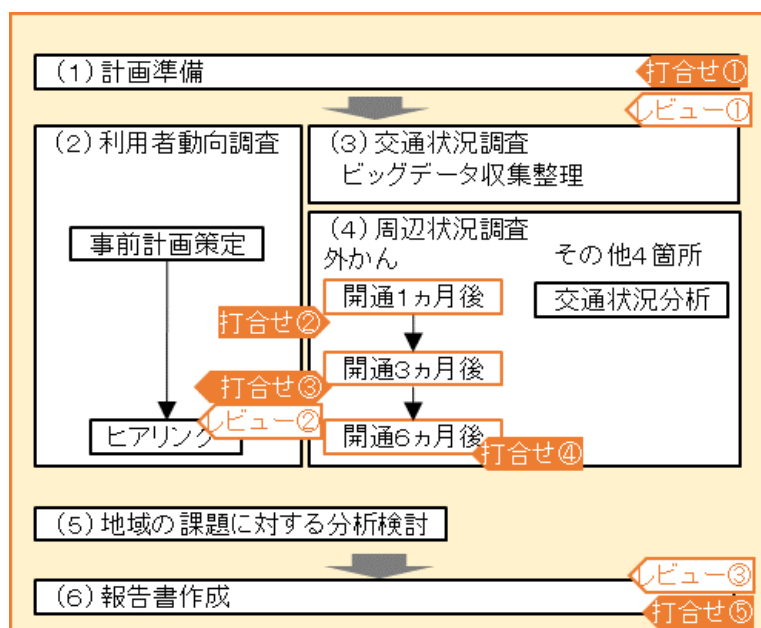 (1)計画準備
打合せ①
レビュー①
(2)利用者動向調査
事前計画策定
ヒアリング
(3)交通状況調査
ビッグデータ収集整理
(4)周辺状況調査
外かん
その他4箇所
開通1ヵ月後
交通状況分析
打合せ②
開通3ヵ月後
打合せ③
レビュー②
開通6ヵ月後
打合せ④
(5)地域の課題に対する分析検討
レビュー③
(6)報告書作成
打合せ⑤